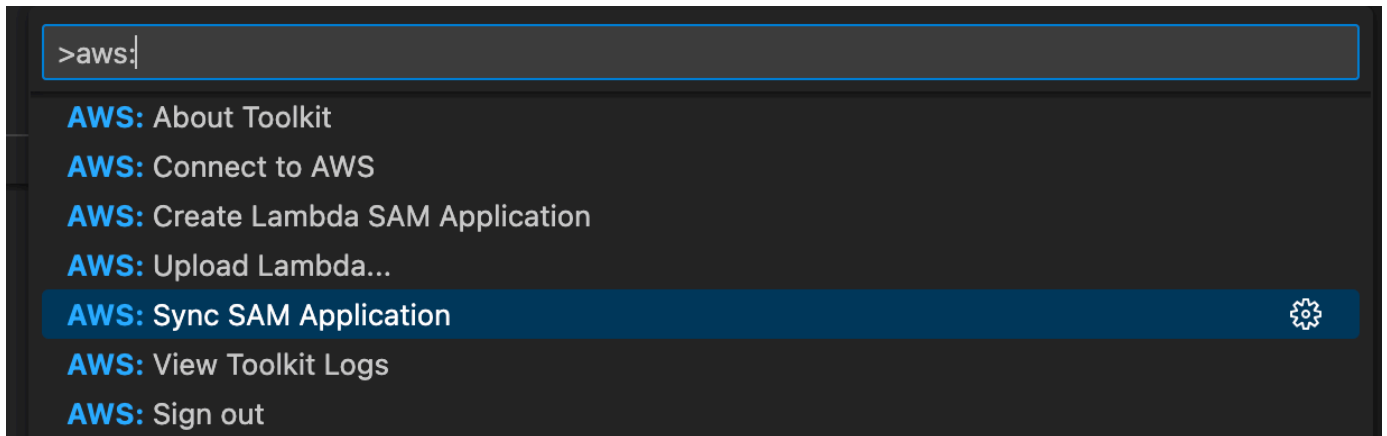 >aws:
AWS: About Toolkit
AWS: Connect to AWS
AWS: Create Lambda SAM Application
AWS: Upload Lambda...
AWS: Sync SAM Application
AWS: View Toolkit Logs
AWS: Sign out